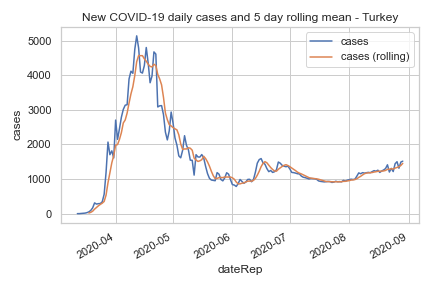 New COVID-19 daily cases and 5 day rolling mean - Turkey
cases
cases (rolling)
5000
4000
3000
2000
1000
0
cases
2020-04
2020-05
2020-06
2020-07
2020-08
2020-09
dateRep